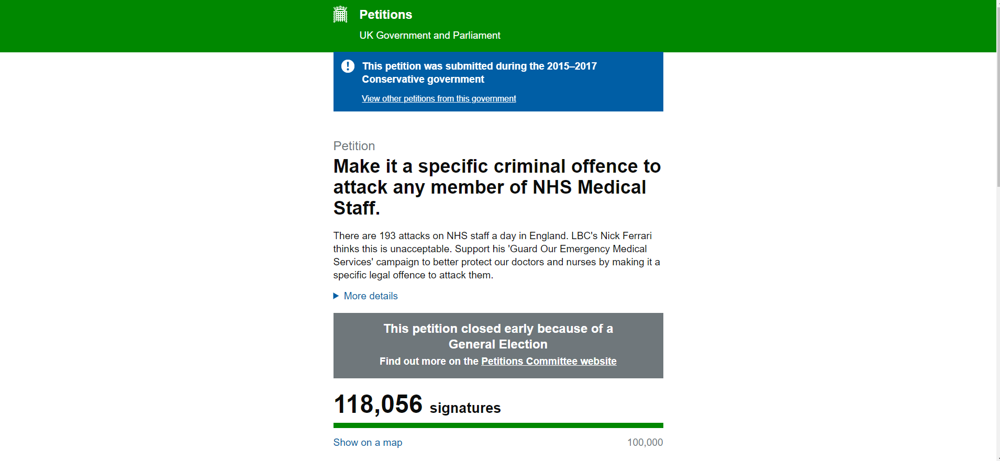 Petitions
UK Government and Parliament
This petition was submitted during the 2015–2017
Conservative government
View other petitions from this government
Petition
Make it a specific criminal offence to
attack any member of NHS Medical
Staff.
There are 193 attacks on NHS staff a day in England. LBC's Nick Ferrari
thinks this is unacceptable. Support his 'Guard Our Emergency Medical
Services' campaign to better protect our doctors and nurses by making it a
specific legal offence to attack them.
More details
This petition closed early because of a
General Election
Find out more on the Petitions Committee website
118,056 signatures
Show on a map 100,000